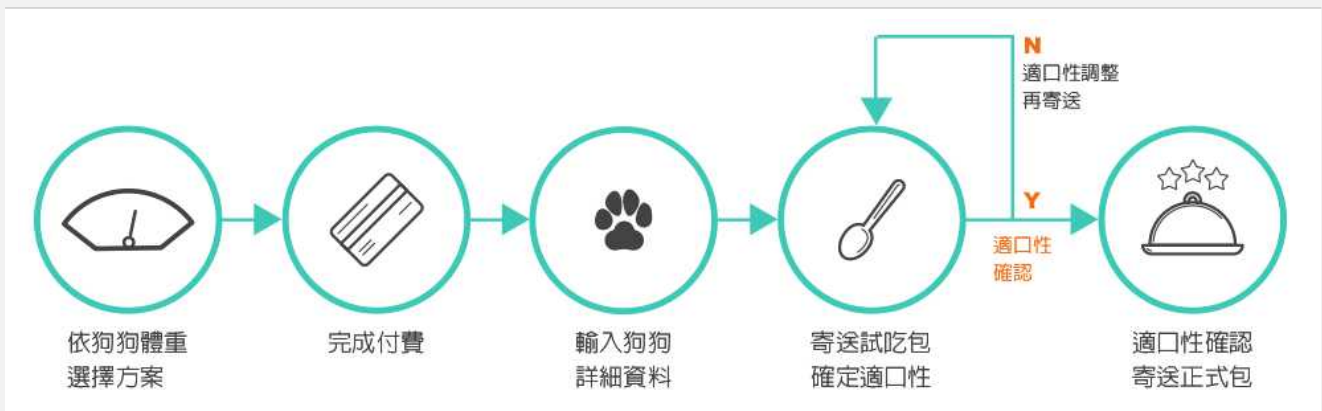 N
適口性調整
再寄送
Y
適口性
確認
依狗狗體重
選擇方案
完成付費
輸入狗狗
詳細資料
寄送試吃包
確定適口性
適口性確認
寄送正式包